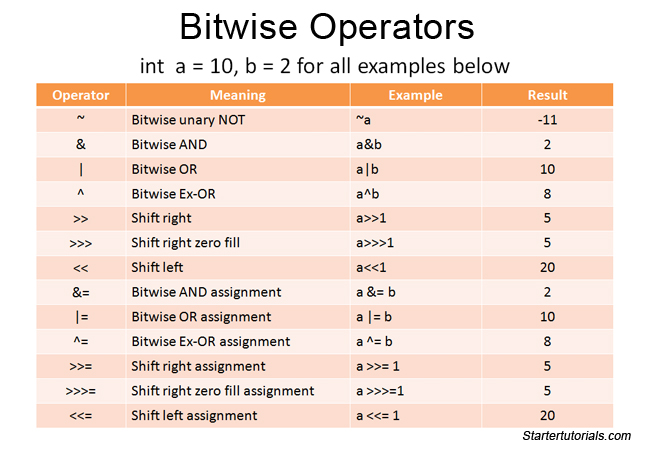 Bitwise Operators
int a = 10, b = 2 for all examples below
Operator Meaning Example Result
~ Bitwise unary NOT ~a -11
& Bitwise AND a&b 2
| Bitwise OR a|b 10
^ Bitwise Ex-OR a^b 8
>> Shift right a>>1 5
>>> Shift right zero fill a>>>1 5
<< Shift left a<<1 20
&= Bitwise AND assignment a &= b 2
|= Bitwise OR assignment a |= b 10
^= Bitwise Ex-OR assignment a ^= b 8
>>= Shift right assignment a >>= 1 5
>>>= Shift right zero fill assignment a >>>=1 5
<<= Shift left assignment a <<= 1 20
Startertutorials.com